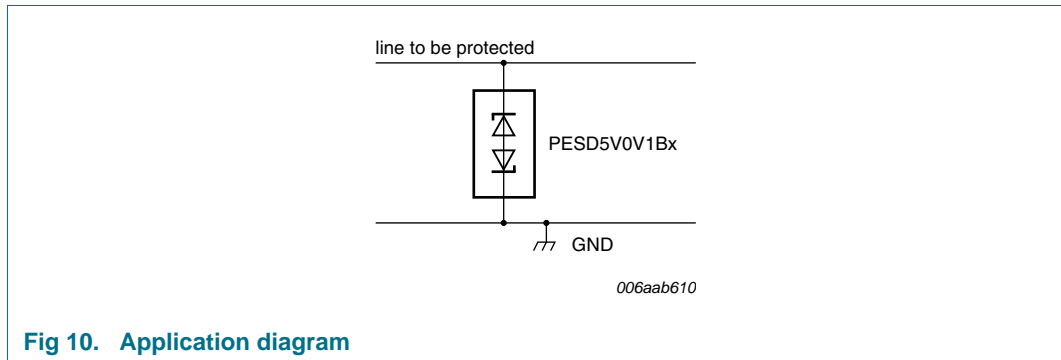 line to be protected
PESD5V0V1Bx
GND
006aab610
Fig 10. Application diagram